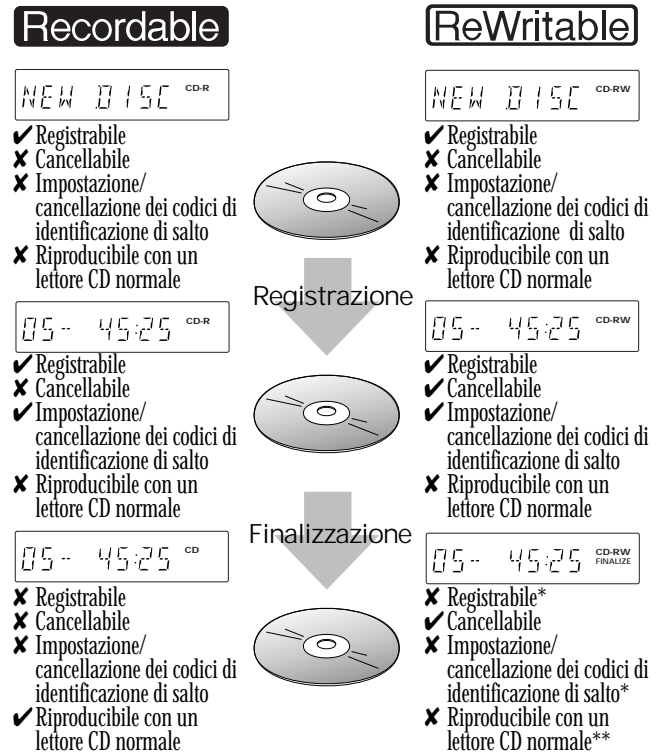 Recordable
NEW DISC CD-R
✔ Registrabile
✘ Cancellabile
✘ Impostazione/
cancellazione dei codici di
identificazione di salto
✘ Riproducibile con un
lettore CD normale
05- 45:25 CD-R
✔ Registrabile
✘ Cancellabile
✔ Impostazione/
cancellazione dei codici di
identificazione di salto
✘ Riproducibile con un
lettore CD normale
05- 45:25 CD
✘ Registrabile
✘ Cancellabile
✘ Impostazione/
cancellazione dei codici di
identificazione di salto
✔ Riproducibile con un
lettore CD normale
Registrazione
Finalizzazione
ReWritable
NEW DISC CD-RW
✔ Registrabile
✘ Cancellabile
✘ Impostazione/
cancellazione dei codici di
identificazione di salto
✘ Riproducibile con un
lettore CD normale
05- 45:25 CD-RW
✔ Registrabile
✔ Cancellabile
✔ Impostazione/
cancellazione dei codici di
identificazione di salto
✘ Riproducibile con un
lettore CD normale
05- 45:25 CD-RW
FINALIZE
✘ Registrabile*
✔ Cancellabile
✘ Impostazione/
cancellazione dei codici di
identificazione di salto*
✘ Riproducibile con un
lettore CD normale**